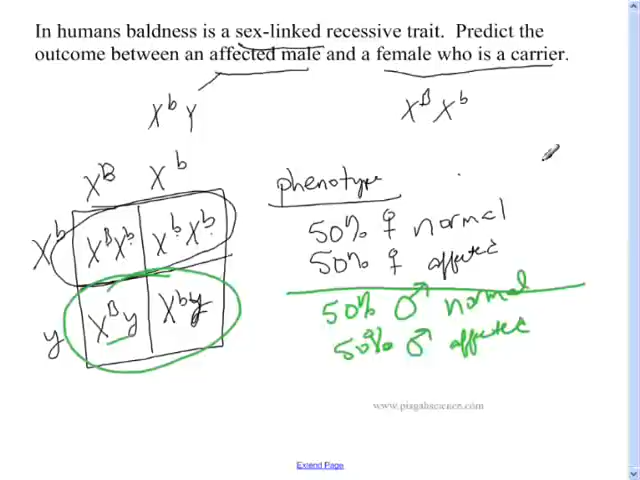 In humans baldness is a sex-linked recessive trait. Predict the
outcome between an affected male and a female who is a carrier.
X^b Y X^B X^b
X^B X^b
phenotype
X^b X^B X^b X^b X^b
50% ♀ normal
50% ♀ affected
y X^B y X^b y
50% ♂ normal
50% ♂ affected
www.pisgahscience.com
Extend Page